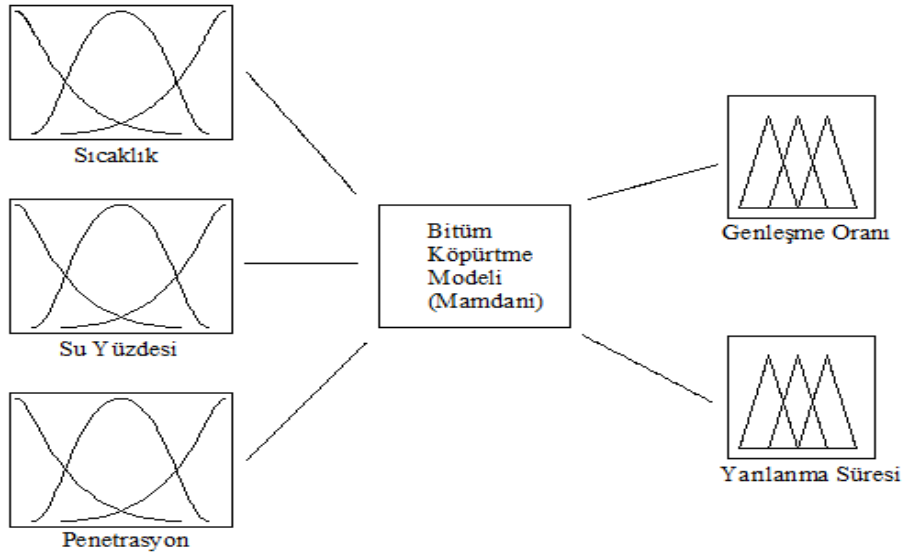 Sıcaklık
Su Yüzdesi
Penetrasyon
Bitüm
Köpürtme
Modeli
(Mamdani)
Genleşme Oranı
Yarılanma Süresi